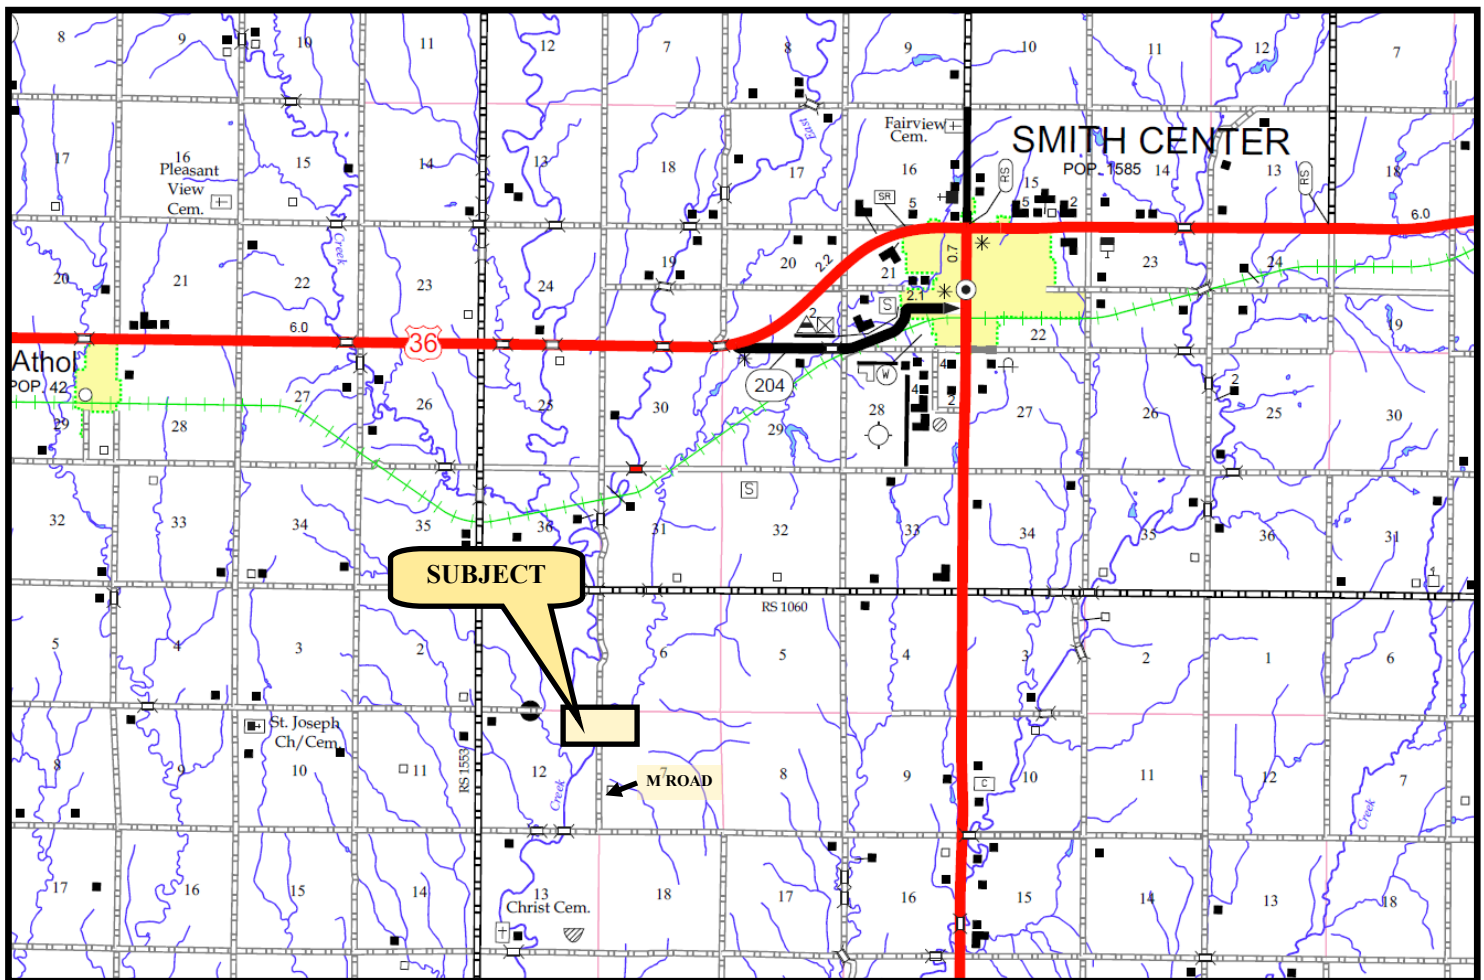 8 9 10 11 12 7 8 9 10 11 12 7
Fairview
Cem.
East
SMITH CENTER
POP. 1585
17 16 15 14 13 18 17 16 15 14 13 18
Pleasant
View
Cem.
RS
RS
SR
5
5
2
6.0
Creek
20 21 22 23 24 19 20 21 23 24 19
2.2
0.7
2.1
S
22
2
6.0
36
Athol
POP. 42
204
W
4
4
2
2
29 28 27 26 25 30 29 28 27 26 25 30
S
32 33 34 35 36 31 32 33 34 35 36 31
SUBJECT
RS 1060
5 4 3 2 6 5 4 3 2 1 6
St. Joseph
Ch/Cem.
RS 1553
8 9 10 11 12 7 8 9 10 11 12 7
M ROAD
C
Creek
Creek
17 16 15 14 13 18 17 16 15 14 13 18
Christ Cem.